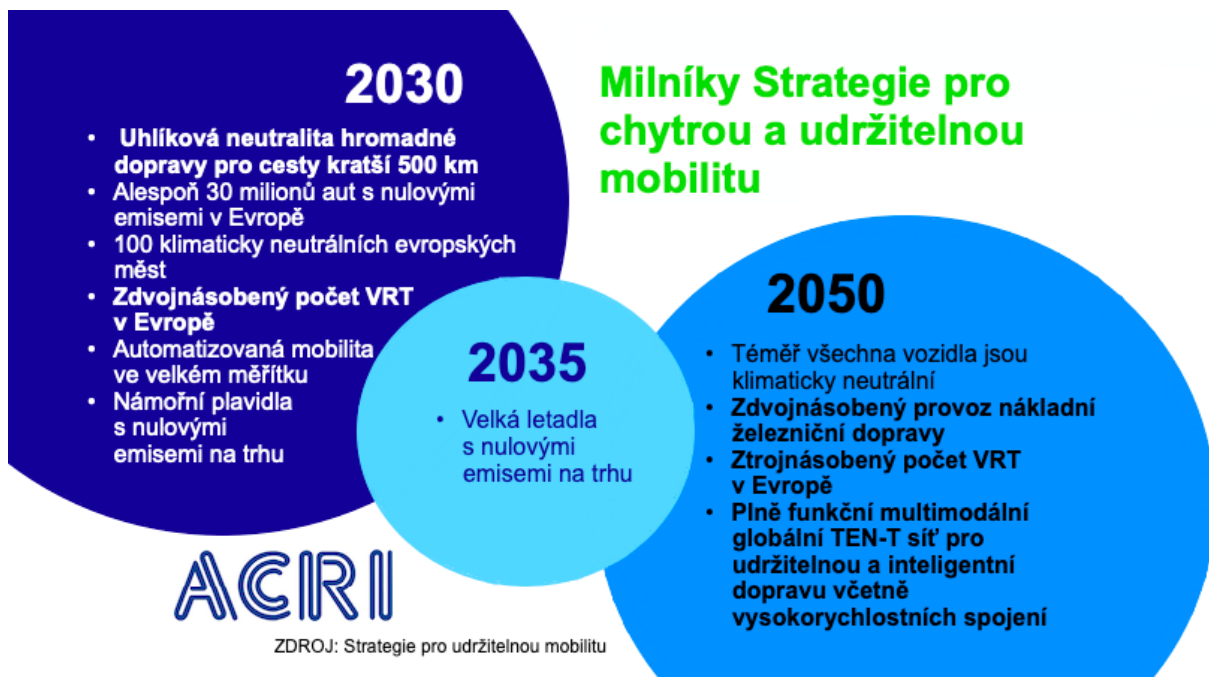 Milníky Strategie pro
chytrou a udržitelnou
mobilitu
2030
• Uhlíková neutralita hromadné
dopravy pro cesty kratší 500 km
• Alespoň 30 milionů aut s nulovými
emisemi v Evropě
• 100 klimaticky neutrálních evropských
měst
• Zdvojnásobený počet VRT
v Evropě
• Automatizovaná mobilita
ve velkém měřítku
• Námořní plavidla
s nulovými
emisemi na trhu
2035
• Velká letadla
s nulovými
emisemi na trhu
2050
• Téměř všechna vozidla jsou
klimaticky neutrální
• Zdvojnásobený provoz nákladní
železniční dopravy
• Ztrojnásobený počet VRT
v Evropě
• Plně funkční multimodální
globální TEN-T síť pro
udržitelnou a inteligentní
dopravu včetně
vysokorychlostních spojení
ACRI
ZDROJ: Strategie pro udržitelnou mobilitu